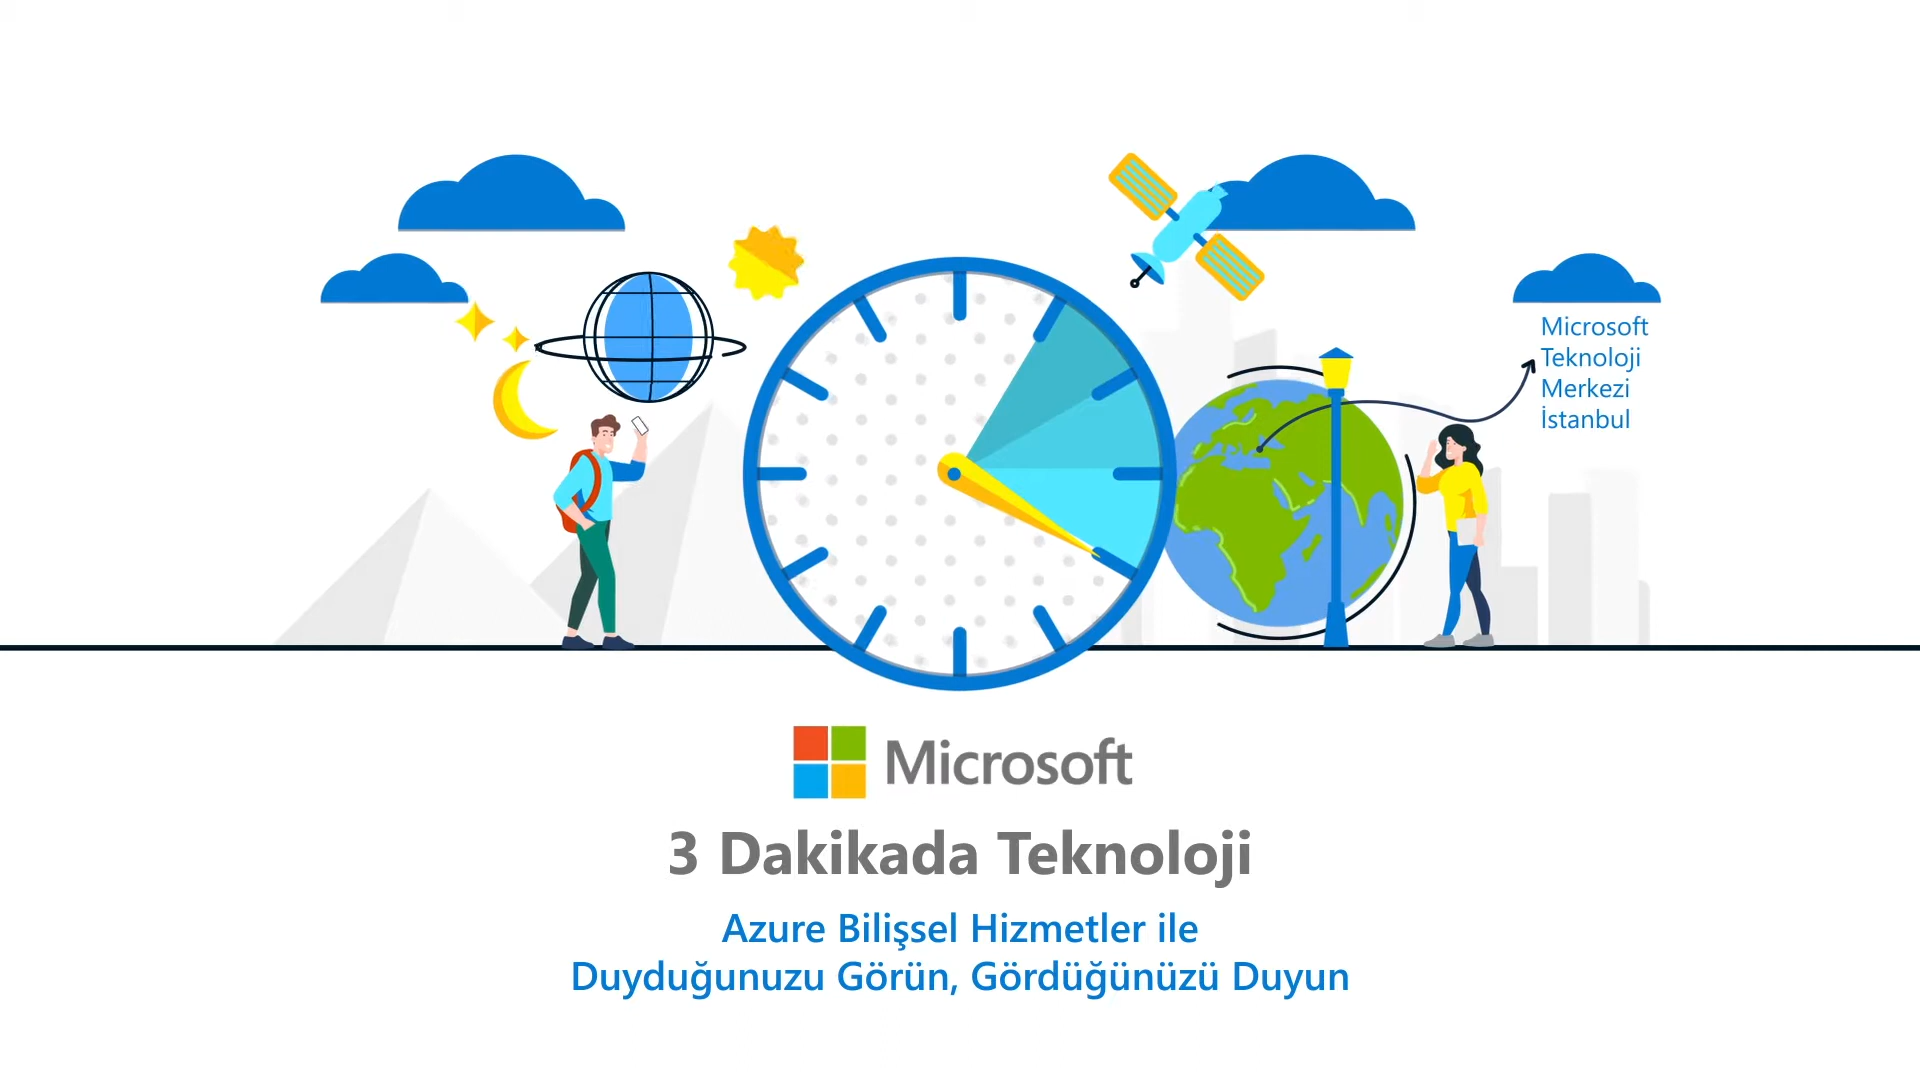 Microsoft
Teknoloji
Merkezi
İstanbul
Microsoft
3 Dakikada Teknoloji
Azure Bilişsel Hizmetler ile
Duyduğunuzu Görün, Gördüğünüzü Duyun